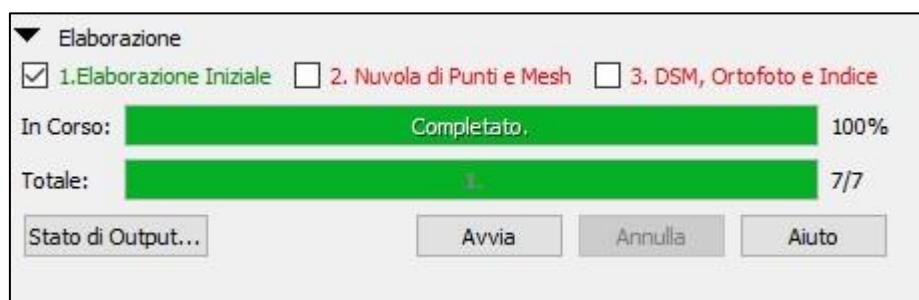 Elaborazione
1.Elaborazione Iniziale 2. Nuvola di Punti e Mesh 3. DSM, Ortofoto e Indice
In Corso: Completato. 100%
Totale: 1. 7/7
Stato di Output... Avvia Annulla Aiuto